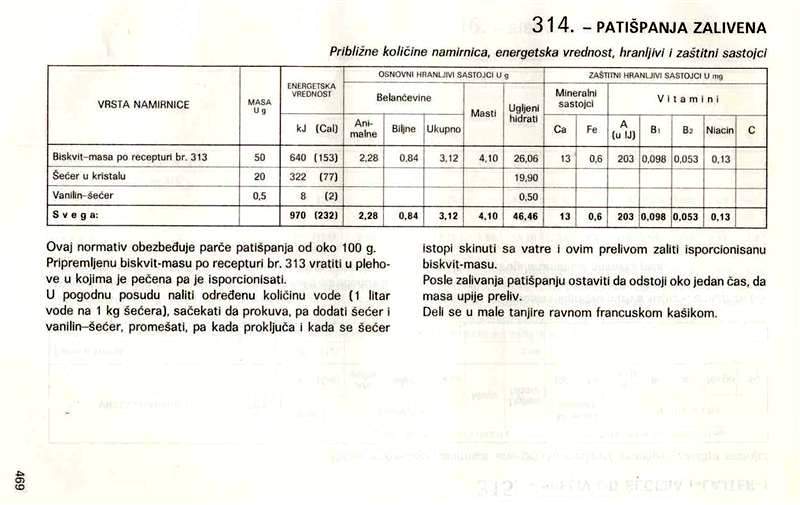 314. – PATIŠPANJA ZALIVENA
Približne količine namirnica, energetska vrednost, hranljivi i zaštitni sastojci
VRSTA NAMIRNICE
MASA U g
ENERGETSKA VREDNOST
kJ (Cal)
OSNOVNI HRANLJIVI SASTOJCI U g
Belančevine
Ani-malne Biljne Ukupno
Masti
Ugljeni hidrati
ZAŠTITNI HRANLJIVI SASTOJCI U mg
Mineralni sastojci
Ca Fe
Vitamini
A (u IJ) B1 B2 Niacin C
Biskvit-masa po recepturi br. 313 50 640 (153) 2,28 0,84 3,12 4,10 26,06 13 0,6 203 0,098 0,053 0,13
Šećer u kristalu 20 322 (77) 19,90
Vanilin-šećer 0,5 8 (2) 0,50
Svega: 970 (232) 2,28 0,84 3,12 4,10 46,46 13 0,6 203 0,098 0,053 0,13
Ovaj normativ obezbeđuje parče patišpanja od oko 100 g.
Pripremljenu biskvit-masu po recepturi br. 313 vratiti u pleho-
ve u kojima je pečena pa je isporcionisati.
U pogodnu posudu naliti određenu količinu vode (1 litar
vode na 1 kg šećera), sačekati da prokuva, pa dodati šećer i
vanilin–šećer, promešati, pa kada proključa i kada se šećer
istopi skinuti sa vatre i ovim prelivom zaliti isporcionisanu
biskvit-masu.
Posle zalivanja patišpanju ostaviti da odstoji oko jedan čas, da
masa upije preliv.
Deli se u male tanjire ravnom francuskom kašikom.
469